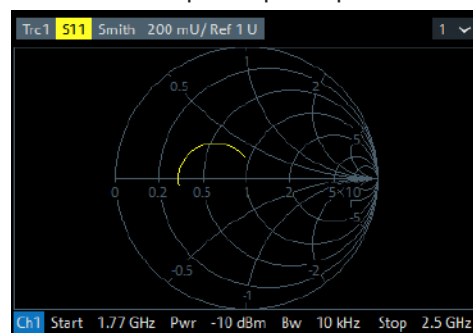 Trc1 S11 Smith 200 mU/ Ref 1 U 1
1
0.5 2
5
0 0.2 0.5 1 2 5 10
-5
-0.5 -2
-1
Ch1 Start 1.77 GHz Pwr -10 dBm Bw 10 kHz Stop 2.5 GHz